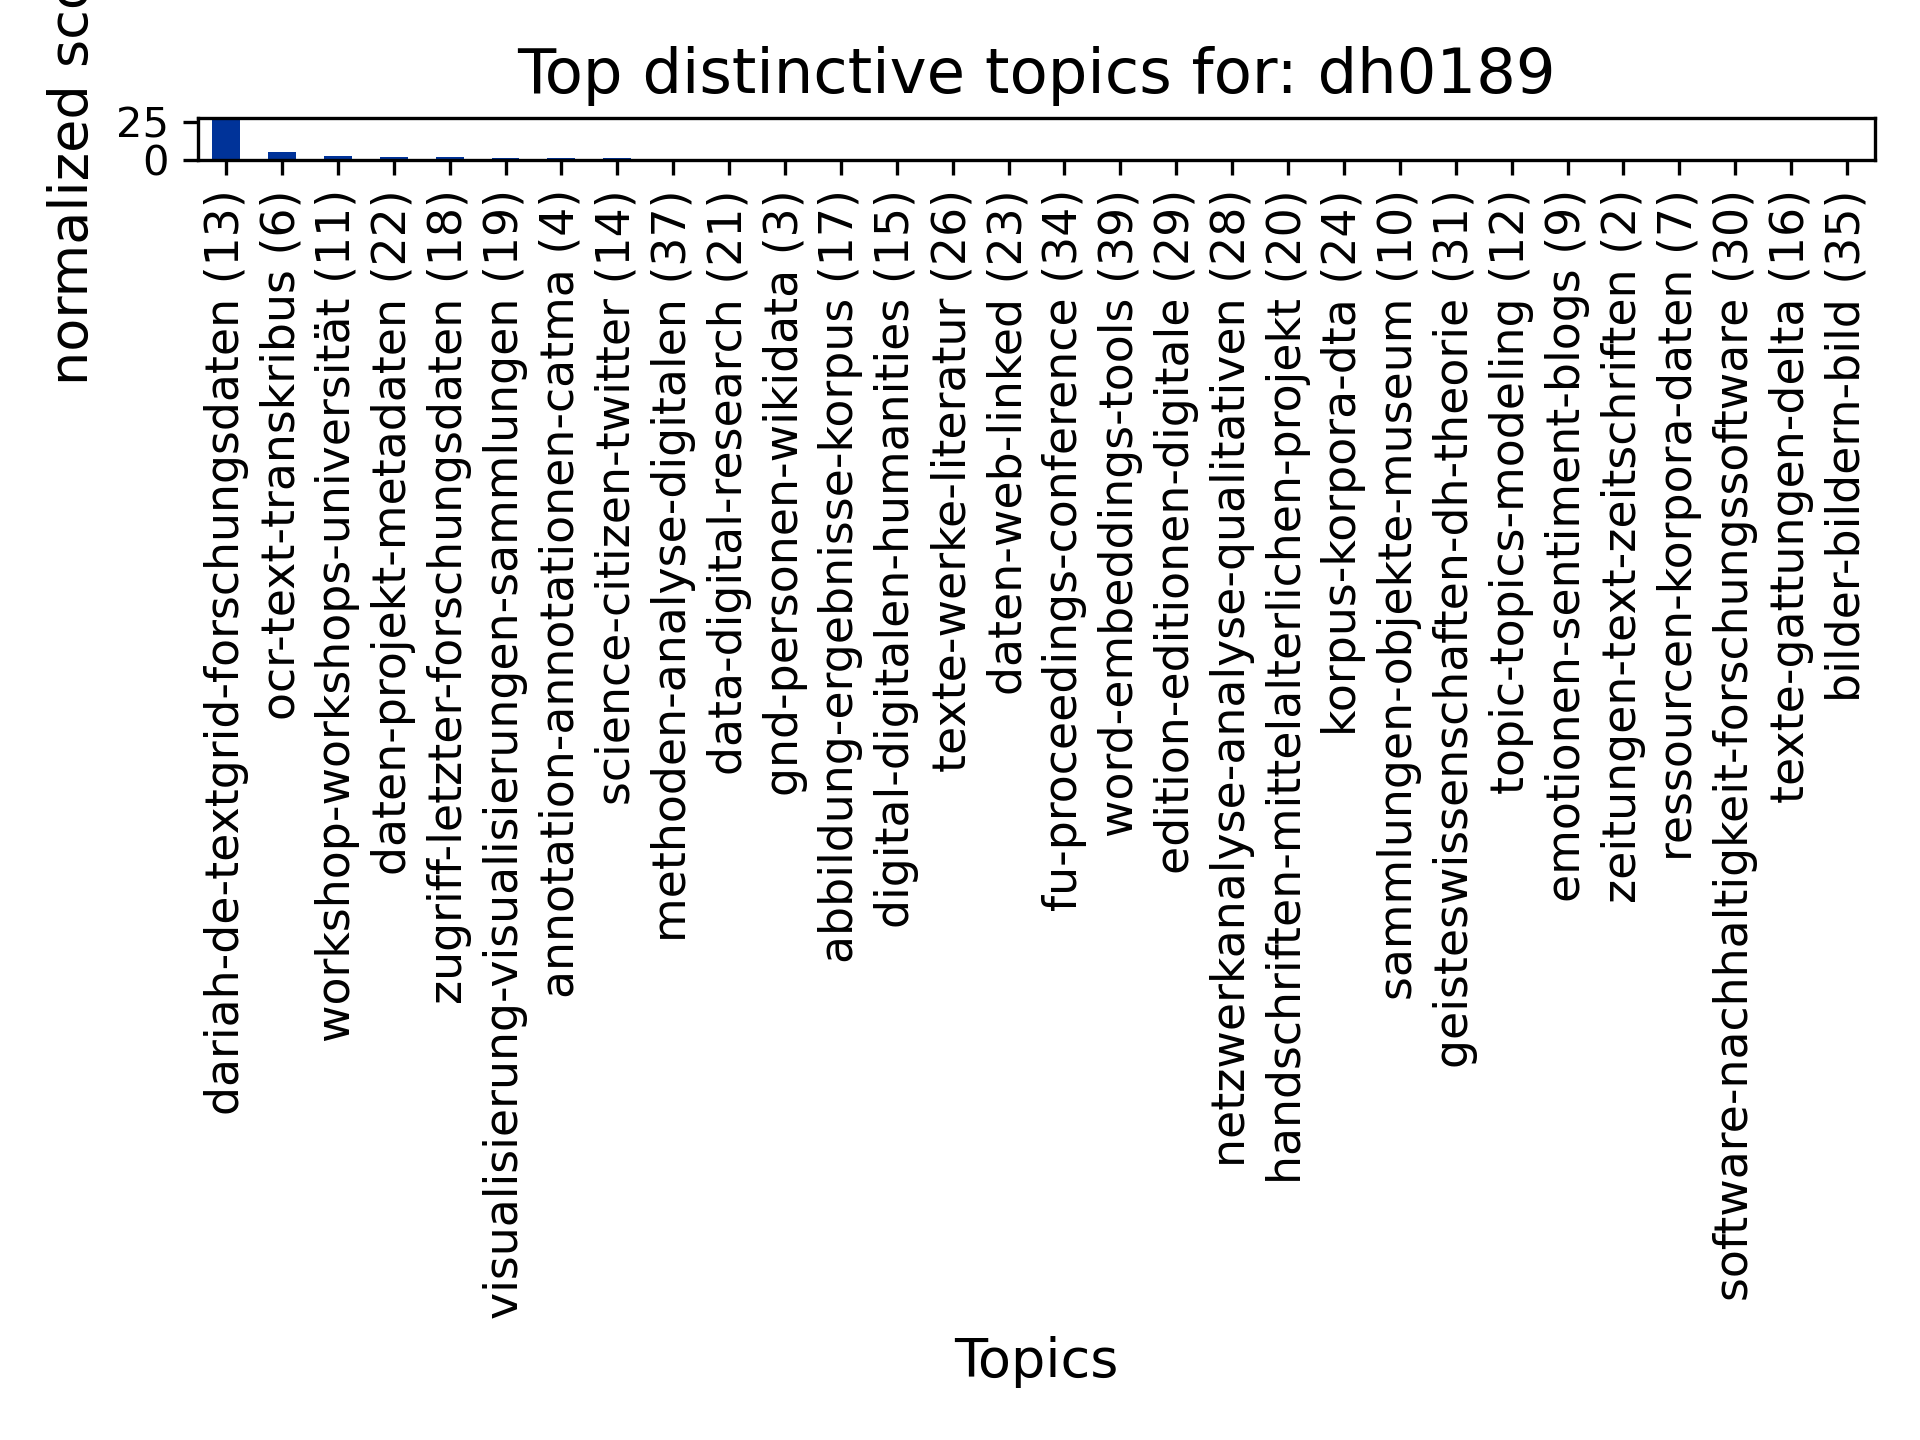 Top distinctive topics for: dh0189
normalized sco
25
0
dariah-de-textgrid-forschungsdaten (13)
ocr-text-transkribus (6)
workshop-workshops-universität (11)
daten-projekt-metadaten (22)
zugriff-letzter-forschungsdaten (18)
visualisierung-visualisierungen-sammlungen (19)
annotation-annotationen-catma (4)
science-citizen-twitter (14)
methoden-analyse-digitalen (37)
data-digital-research (21)
gnd-personen-wikidata (3)
abbildung-ergebnisse-korpus (17)
digital-digitalen-humanities (15)
texte-werke-literatur (26)
daten-web-linked (23)
fu-proceedings-conference (34)
word-embeddings-tools (39)
edition-editionen-digitale (29)
netzwerkanalyse-analyse-qualitativen (28)
handschriften-mittelalterlichen-projekt (20)
korpus-korpora-dta (24)
sammlungen-objekte-museum (10)
geisteswissenschaften-dh-theorie (31)
topic-topics-modeling (12)
emotionen-sentiment-blogs (9)
zeitungen-text-zeitschriften (2)
ressourcen-korpora-daten (7)
software-nachhaltigkeit-forschungssoftware (30)
texte-gattungen-delta (16)
bilder-bildern-bild (35)
Topics